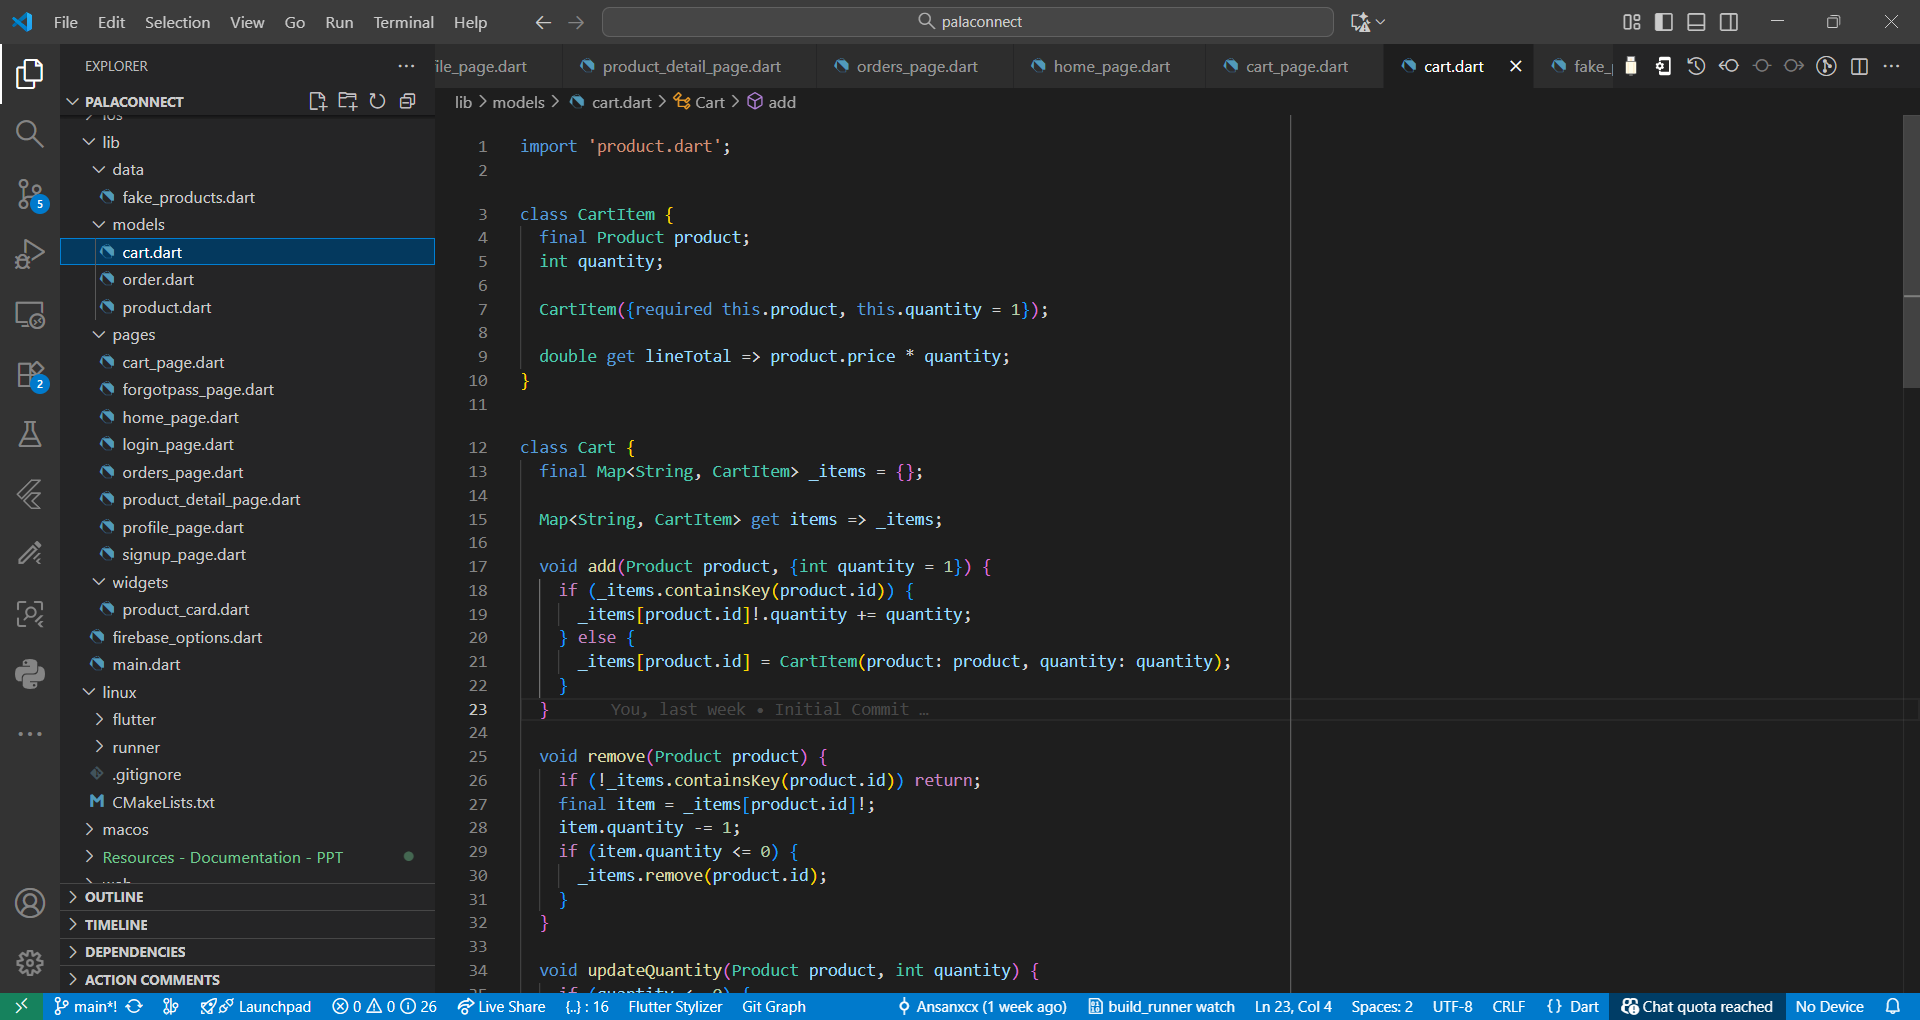 File Edit Selection View Go Run Terminal Help
palaconnect
EXPLORER
PALACONNECT
ios
lib
data
fake_products.dart
models
cart.dart
order.dart
product.dart
pages
cart_page.dart
forgotpass_page.dart
home_page.dart
login_page.dart
orders_page.dart
product_detail_page.dart
profile_page.dart
signup_page.dart
widgets
product_card.dart
firebase_options.dart
main.dart
linux
flutter
runner
.gitignore
M CMakeLists.txt
macos
Resources - Documentation - PPT
OUTLINE
TIMELINE
DEPENDENCIES
ACTION COMMENTS
5
2
ile_page.dart product_detail_page.dart orders_page.dart home_page.dart cart_page.dart cart.dart fake_p
lib > models > cart.dart > Cart > add
1 import 'product.dart';
2
3 class CartItem {
4 final Product product;
5 int quantity;
6
7 CartItem({required this.product, this.quantity = 1});
8
9 double get lineTotal => product.price * quantity;
10 }
11
12 class Cart {
13 final Map<String, CartItem> _items = {};
14
15 Map<String, CartItem> get items => _items;
16
17 void add(Product product, {int quantity = 1}) {
18 if (_items.containsKey(product.id)) {
19 _items[product.id]!.quantity += quantity;
20 } else {
21 _items[product.id] = CartItem(product: product, quantity: quantity);
22 }
23 } You, last week • Initial Commit …
24
25 void remove(Product product) {
26 if (!_items.containsKey(product.id)) return;
27 final item = _items[product.id]!;
28 item.quantity -= 1;
29 if (item.quantity <= 0) {
30 _items.remove(product.id);
31 }
32 }
33
34 void updateQuantity(Product product, int quantity) {
main*! Launchpad 0 0 26 Live Share {..} : 16 Flutter Stylizer Git Graph Ansanxcx (1 week ago) build_runner watch Ln 23, Col 4 Spaces: 2 UTF-8 CRLF {} Dart Chat quota reached No Device